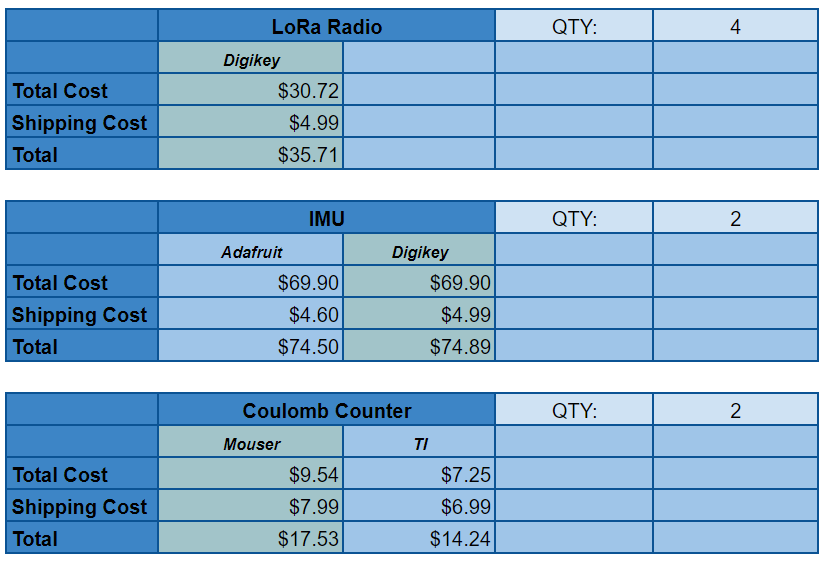 LoRa Radio QTY: 4
Digikey
Total Cost $30.72
Shipping Cost $4.99
Total $35.71
IMU QTY: 2
Adafruit Digikey
Total Cost $69.90 $69.90
Shipping Cost $4.60 $4.99
Total $74.50 $74.89
Coulomb Counter QTY: 2
Mouser TI
Total Cost $9.54 $7.25
Shipping Cost $7.99 $6.99
Total $17.53 $14.24